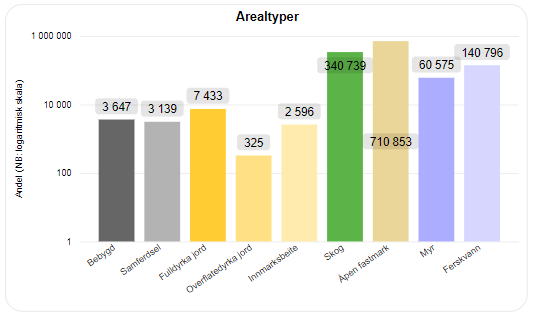 Arealtyper
Andel (NB: logaritmisk skala)
1 000 000
10 000
100
1
3 647
3 139
7 433
325
2 596
340 739
710 853
60 575
140 796
Bebygd
Samferdsel
Fulldyrka jord
Overflatedyrka jord
Innmarksbeite
Skog
Åpen fastmark
Myr
Ferskvann